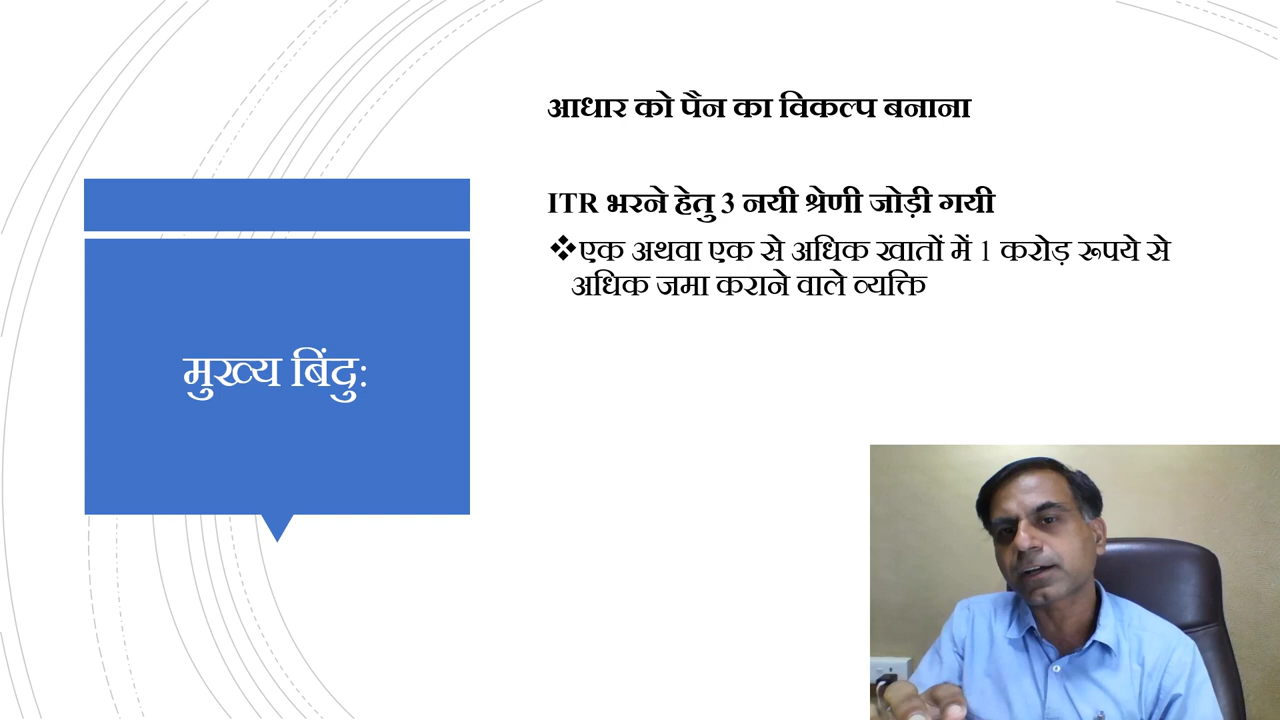 आधार को पैन का विकल्प बनाना
ITR भरने हेतु 3 नयी श्रेणी जोड़ी गयी
❖एक अथवा एक से अधिक खातों में 1 करोड़ रूपये से
अधिक जमा कराने वाले व्यक्ति
मुख्य बिंदु: